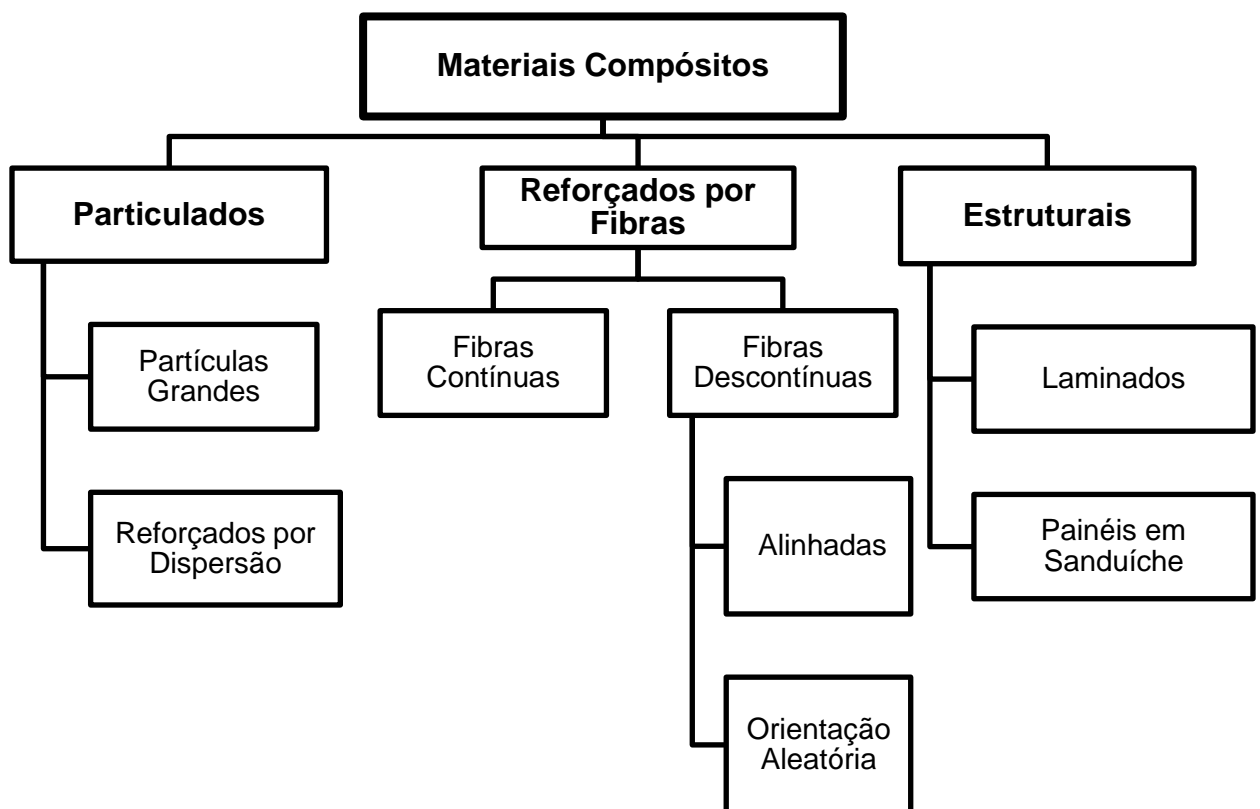 Materiais Compósitos
Particulados
Reforçados por
Fibras
Estruturais
Partículas
Grandes
Reforçados por
Dispersão
Fibras
Contínuas
Fibras
Descontínuas
Alinhadas
Orientação
Aleatória
Laminados
Painéis em
Sanduíche